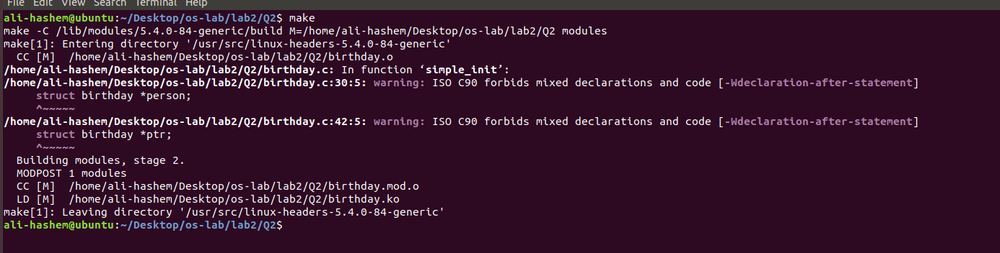 File Edit View Search Terminal Help
ali-hashem@ubuntu:~/Desktop/os-lab/lab2/Q2$ make
make -C /lib/modules/5.4.0-84-generic/build M=/home/ali-hashem/Desktop/os-lab/lab2/Q2 modules
make[1]: Entering directory '/usr/src/linux-headers-5.4.0-84-generic'
  CC [M]  /home/ali-hashem/Desktop/os-lab/lab2/Q2/birthday.o
/home/ali-hashem/Desktop/os-lab/lab2/Q2/birthday.c: In function ‘simple_init’:
/home/ali-hashem/Desktop/os-lab/lab2/Q2/birthday.c:30:5: warning: ISO C90 forbids mixed declarations and code [-Wdeclaration-after-statement]
     struct birthday *person;
     ^~~~~~
/home/ali-hashem/Desktop/os-lab/lab2/Q2/birthday.c:42:5: warning: ISO C90 forbids mixed declarations and code [-Wdeclaration-after-statement]
     struct birthday *ptr;
     ^~~~~~
  Building modules, stage 2.
  MODPOST 1 modules
  CC [M]  /home/ali-hashem/Desktop/os-lab/lab2/Q2/birthday.mod.o
  LD [M]  /home/ali-hashem/Desktop/os-lab/lab2/Q2/birthday.ko
make[1]: Leaving directory '/usr/src/linux-headers-5.4.0-84-generic'
ali-hashem@ubuntu:~/Desktop/os-lab/lab2/Q2$